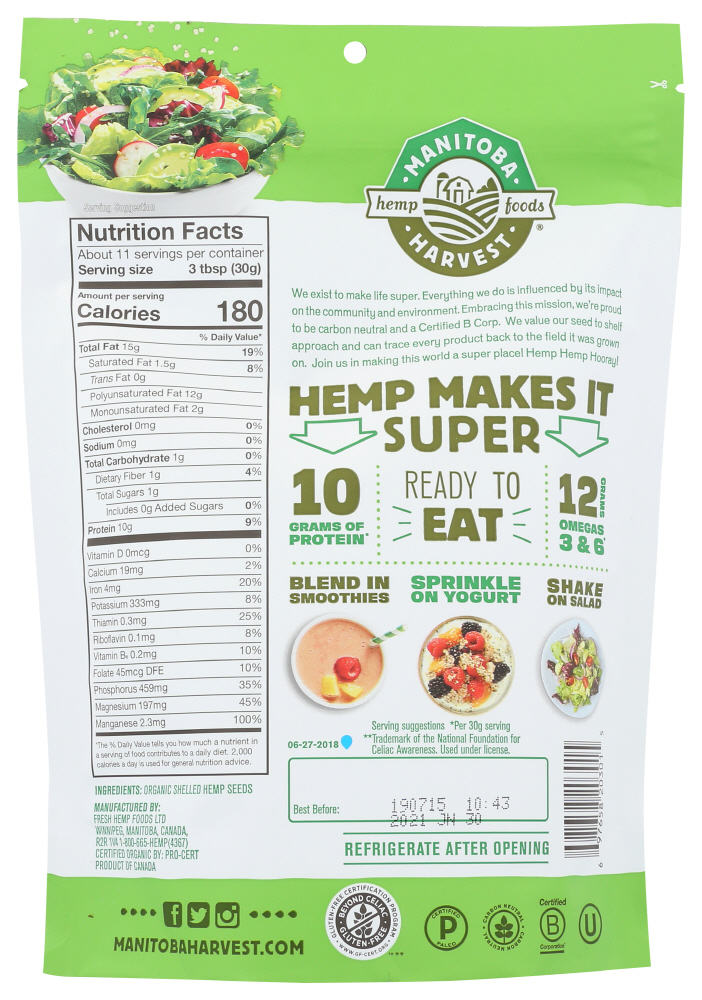 Serving Suggestion
Nutrition Facts
About 11 servings per container
Serving size 3 tbsp (30g)
Amount per serving
Calories 180
% Daily Value*
Total Fat 15g 19%
Saturated Fat 1.5g 8%
Trans Fat 0g
Polyunsaturated Fat 12g
Monounsaturated Fat 2g
Cholesterol 0mg 0%
Sodium 0mg 0%
Total Carbohydrate 1g 0%
Dietary Fiber 1g 4%
Total Sugars 1g
Includes 0g Added Sugars 0%
Protein 10g 9%
Vitamin D 0mcg 0%
Calcium 19mg 2%
Iron 4mg 20%
Potassium 333mg 8%
Thiamin 0.3mg 25%
Riboflavin 0.1mg 8%
Vitamin B₆ 0.2mg 10%
Folate 45mcg DFE 10%
Phosphorus 459mg 35%
Magnesium 197mg 45%
Manganese 2.3mg 100%
*The % Daily Value tells you how much a nutrient in
a serving of food contributes to a daily diet. 2,000
calories a day is used for general nutrition advice.
INGREDIENTS: ORGANIC SHELLED HEMP SEEDS
MANUFACTURED BY:
FRESH HEMP FOODS LTD
WINNIPEG, MANITOBA, CANADA,
R2R 1VA 1-800-665-HEMP(4367)
CERTIFIED ORGANIC BY: PRO-CERT
PRODUCT OF CANADA
MANITOBA
hemp foods
HARVEST
®
We exist to make life super. Everything we do is influenced by its impact
on the community and environment. Embracing this mission, we're proud
to be carbon neutral and a Certified B Corp. We value our seed to shelf
approach and can trace every product back to the field it was grown
on. Join us in making this world a super place! Hemp Hemp Hooray!
HEMP MAKES IT
SUPER
10
GRAMS OF
PROTEIN*
READY TO
EAT
12 GRAMS
OMEGAS
3 & 6*
BLEND IN
SMOOTHIES
SPRINKLE
ON YOGURT
SHAKE
ON SALAD
Serving suggestions *Per 30g serving
06-27-2018
**Trademark of the National Foundation for
Celiac Awareness. Used under license.
Best Before:
190715 10:43
2021 JN 30
REFRIGERATE AFTER OPENING
MANITOBAHARVEST.COM
GLUTEN-FREE CERTIFICATION PROGRAM
BEYOND CELIAC
GLUTEN-FREE
WWW.GF-CERT.ORG
CERTIFIED
P
PALEO
CARBON NEUTRAL
CARBON NEUTRAL
Certified
B
Corporation
U